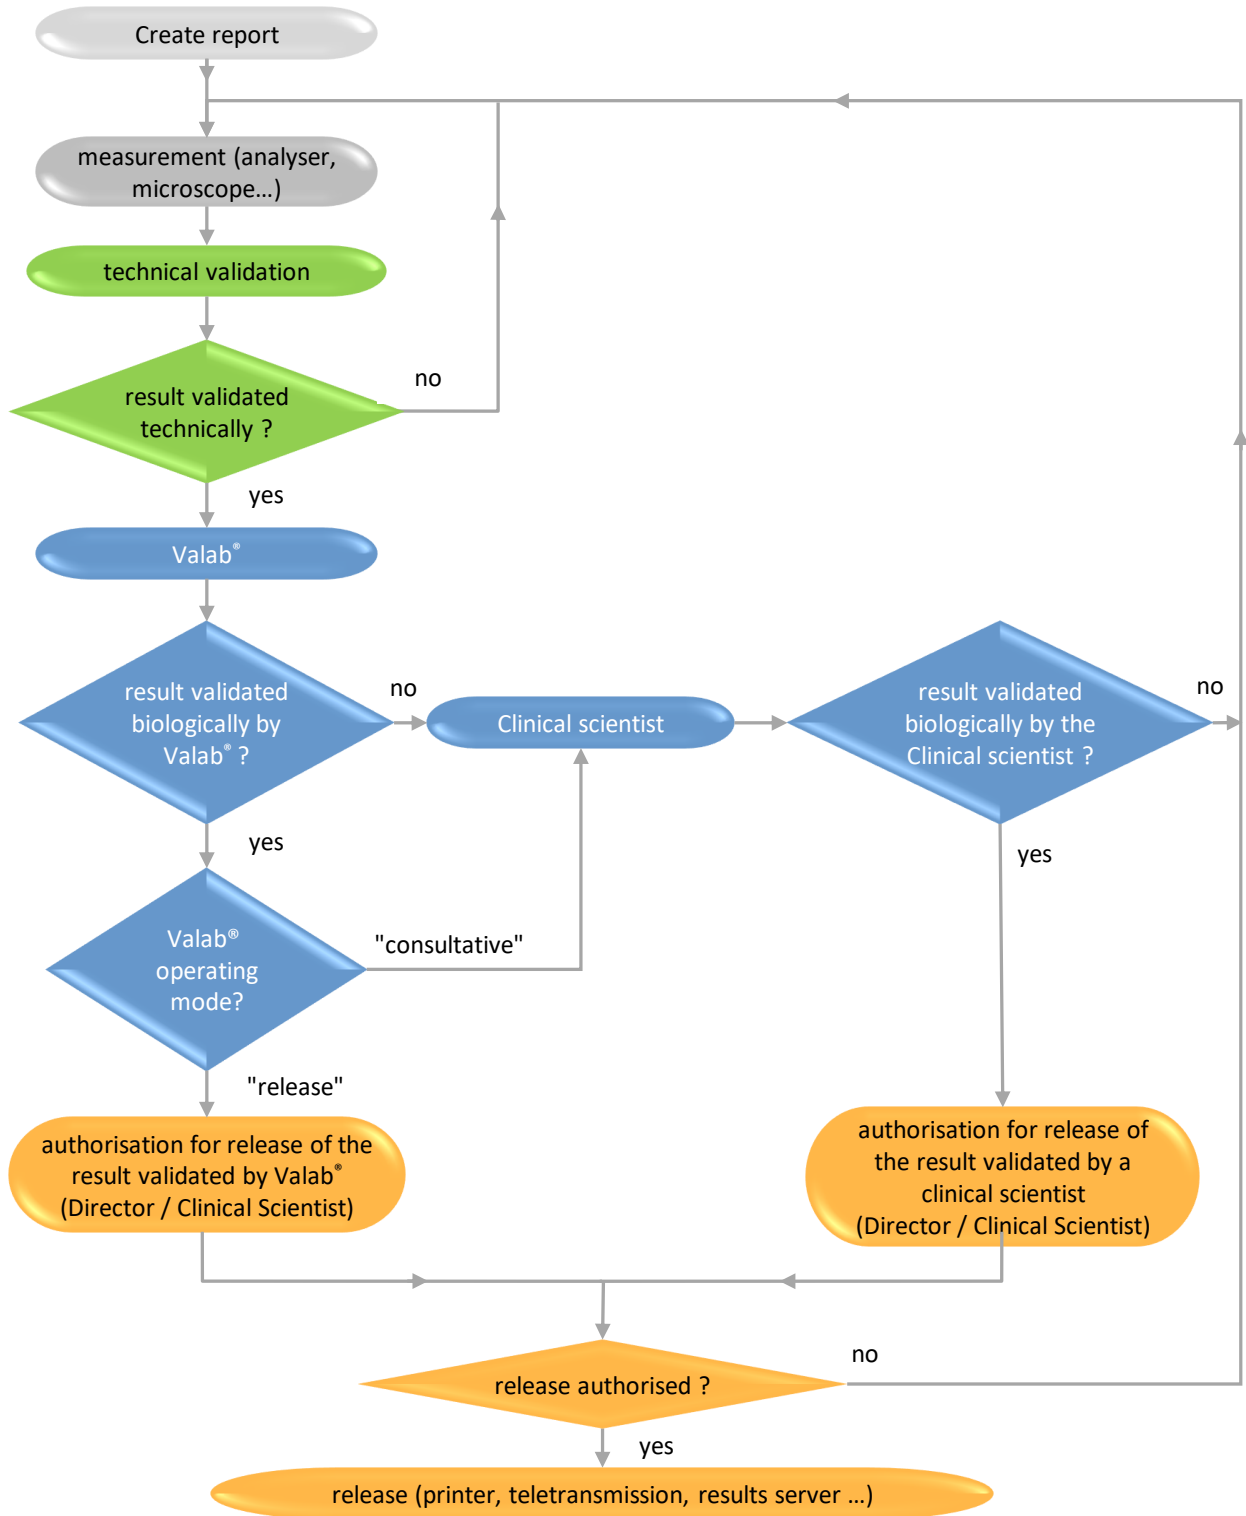 Create report
measurement (analyser,
microscope…)
technical validation
result validated
technically ?
no
yes
Valab®
result validated
biologically by
Valab® ?
no
Clinical scientist
result validated
biologically by the
Clinical scientist ?
no
yes
yes
Valab®
operating
mode?
"consultative"
"release"
authorisation for release of the
result validated by Valab®
(Director / Clinical Scientist)
authorisation for release of
the result validated by a
clinical scientist
(Director / Clinical Scientist)
release authorised ?
no
yes
release (printer, teletransmission, results server …)